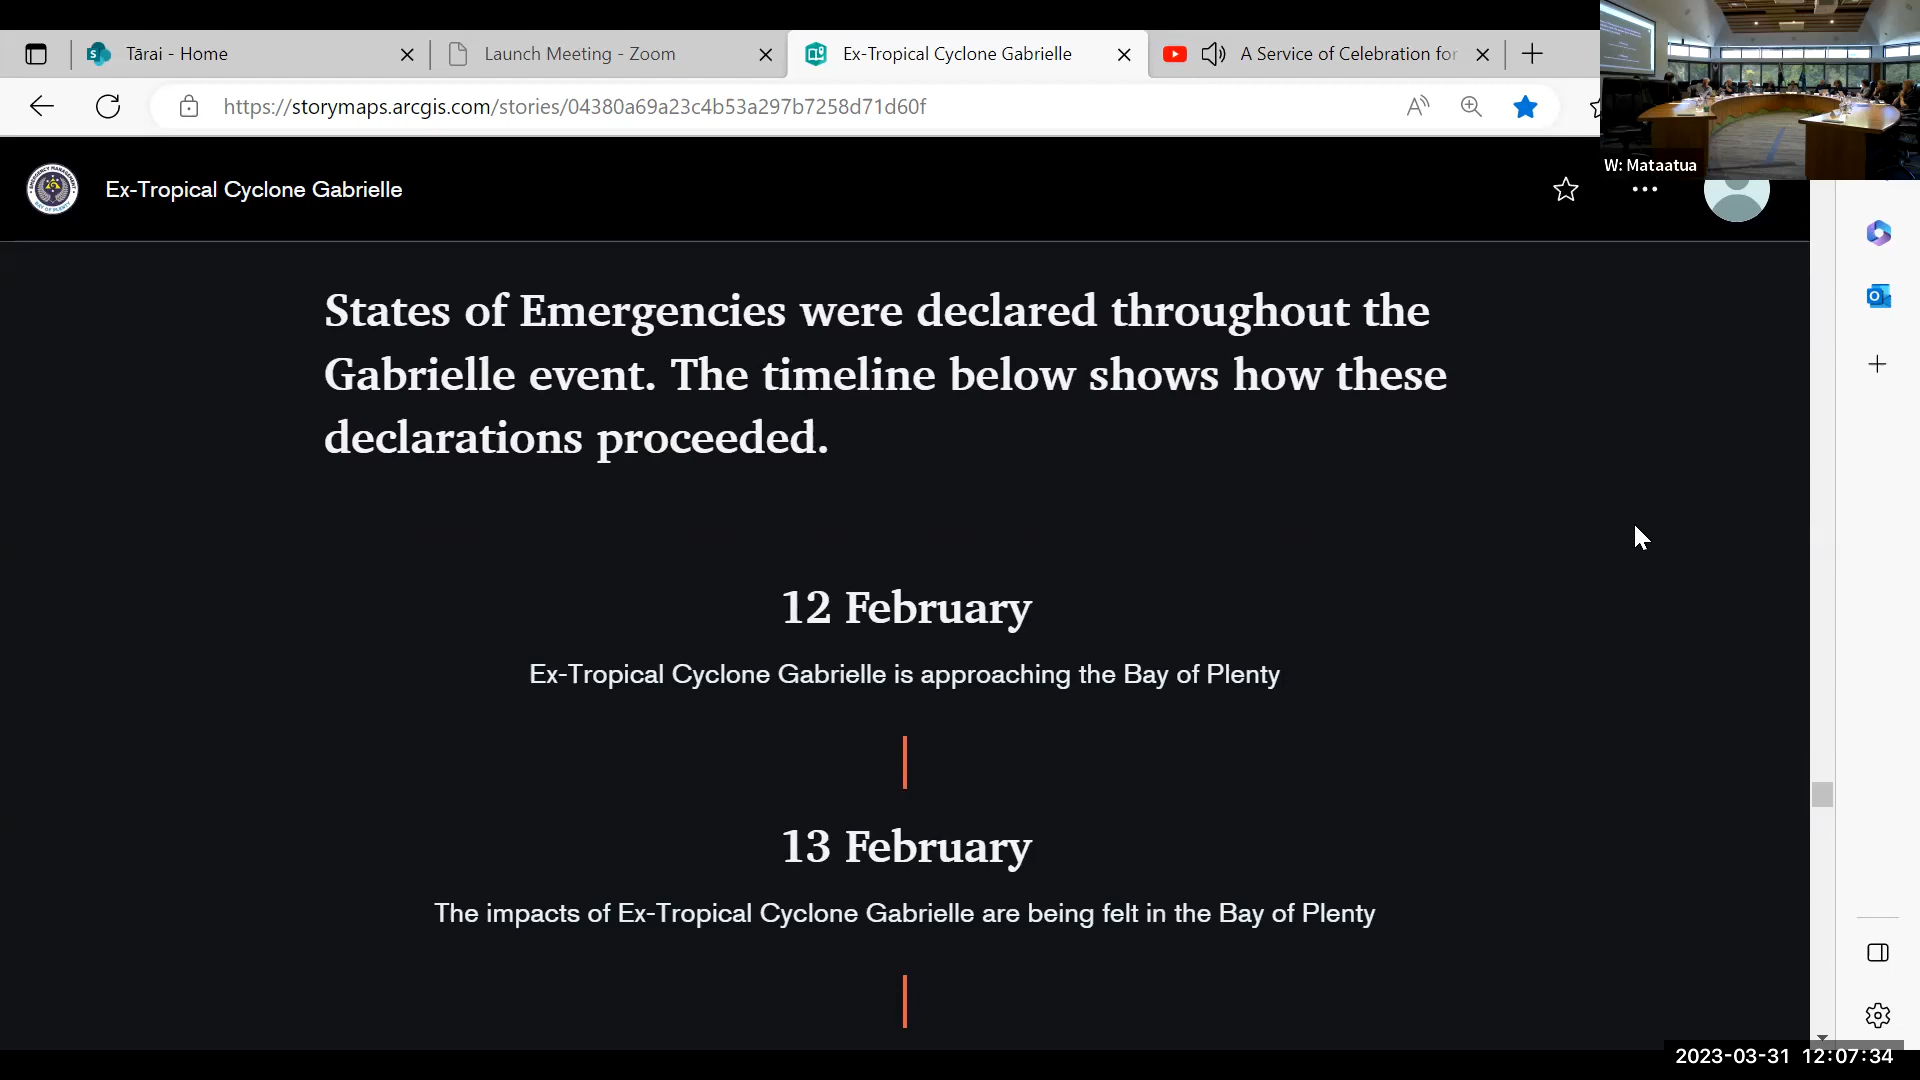 Tārai - Home
Launch Meeting - Zoom
Ex-Tropical Cyclone Gabrielle
A Service of Celebration for
https://storymaps.arcgis.com/stories/04380a69a23c4b53a297b7258d71d60f
W: Mataatua
Ex-Tropical Cyclone Gabrielle
States of Emergencies were declared throughout the
Gabrielle event. The timeline below shows how these
declarations proceeded.
12 February
Ex-Tropical Cyclone Gabrielle is approaching the Bay of Plenty
13 February
The impacts of Ex-Tropical Cyclone Gabrielle are being felt in the Bay of Plenty
2023-03-31 12:07:34